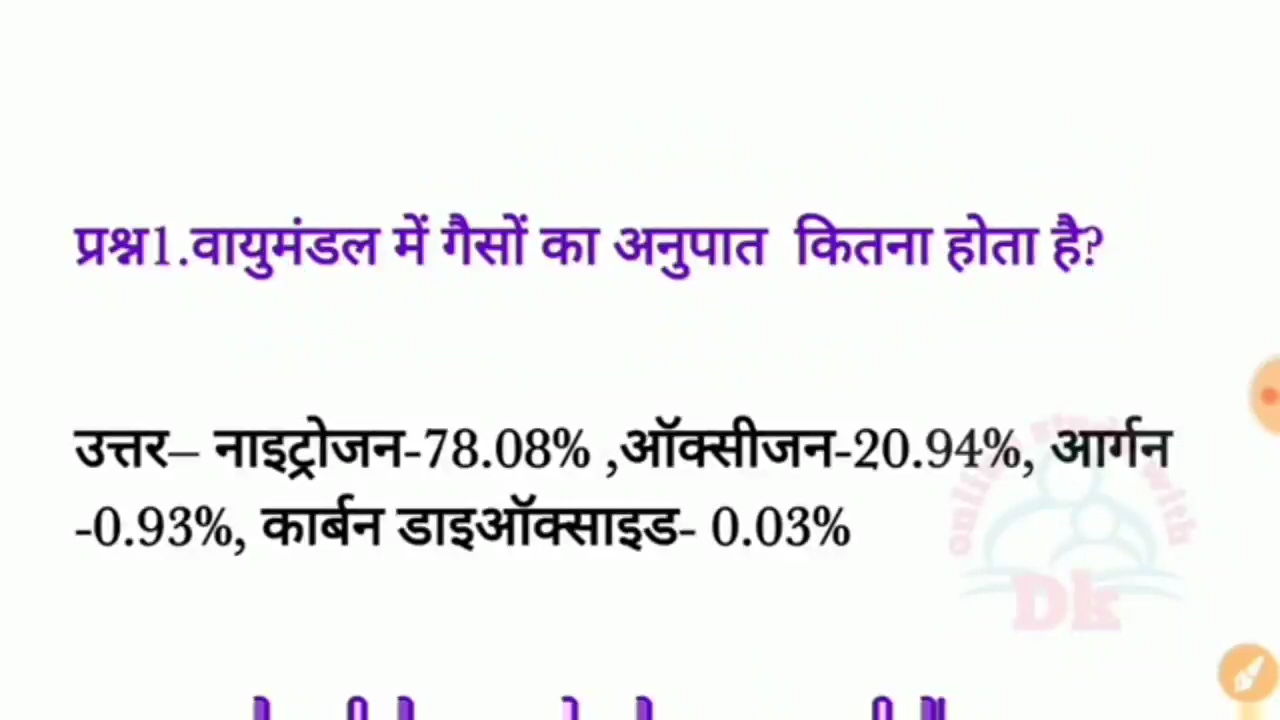 प्रश्न1.वायुमंडल में गैसों का अनुपात  कितना होता है?
उत्तर– नाइट्रोजन-78.08% ,ऑक्सीजन-20.94%, आर्गन
-0.93%, कार्बन डाइऑक्साइड- 0.03%
Dk